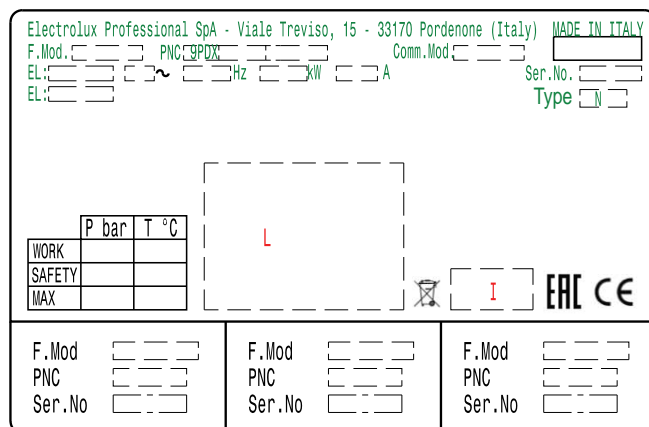 Electrolux Professional SpA - Viale Treviso, 15 - 33170 Pordenone (Italy) MADE IN ITALY
F.Mod. PNC 9PDX Comm.Mod.
EL: ~ Hz kW A Ser.No.
EL: Type N
L
P bar T °C
WORK
SAFETY
MAX
I EAC CE
F.Mod F.Mod F.Mod
PNC PNC PNC
Ser.No Ser.No Ser.No